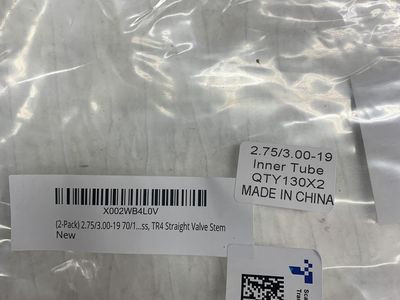 2.75/3.00-19
Inner Tube
QTY130X2
MADE IN CHINA
X002WB4L0V
(2-Pack) 2.75/3.00-19 70/1...ss, TR4 Straight Valve Stem
New